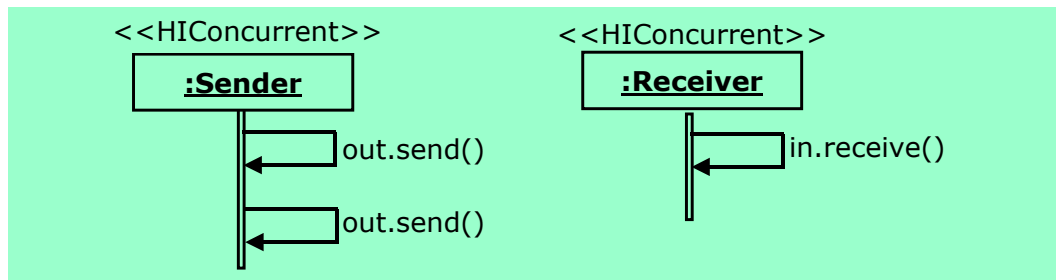 <<HIConcurrent>>
:Sender
out.send()
out.send()
<<HIConcurrent>>
:Receiver
in.receive()